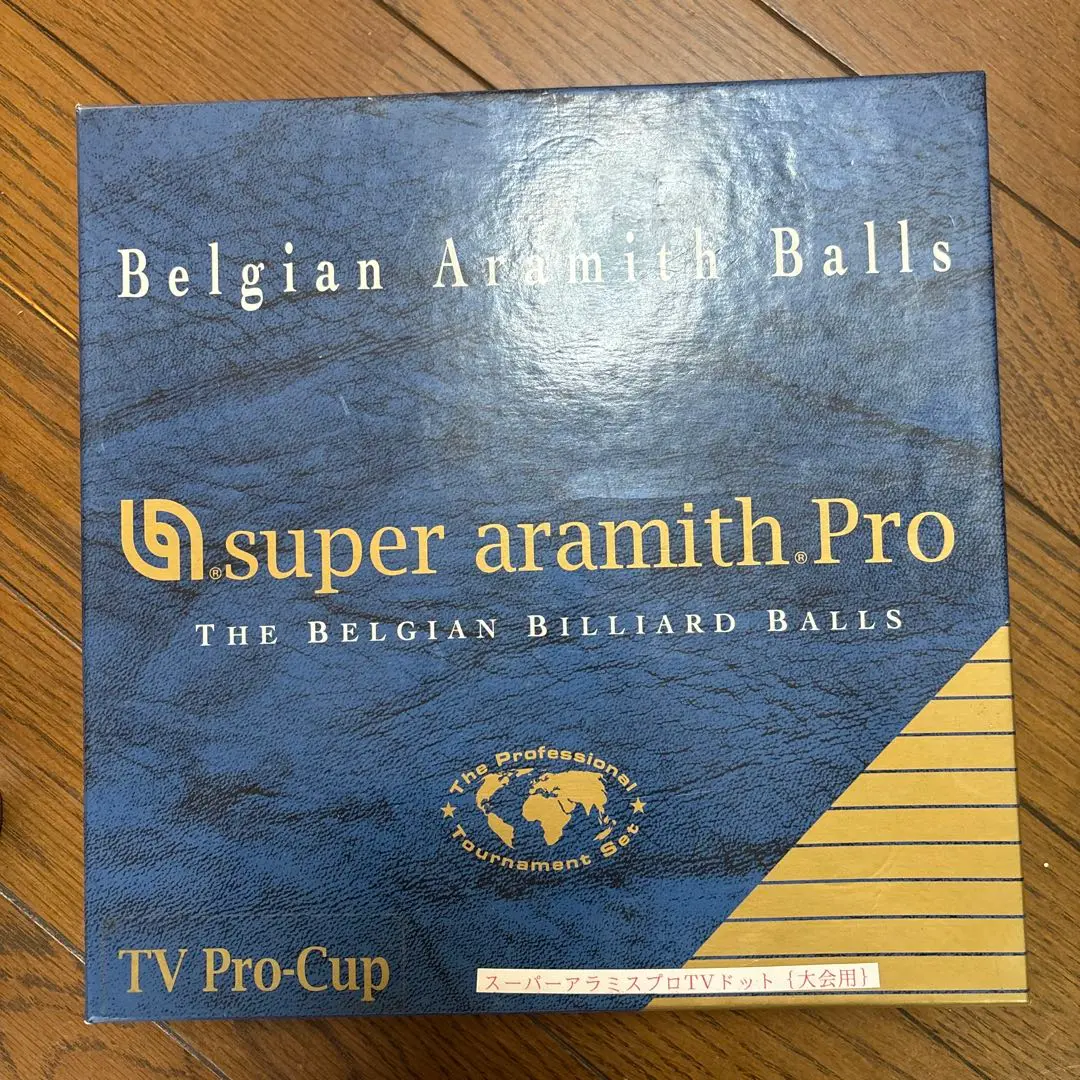 Belgian Aramith Balls
®super aramith®Pro
THE BELGIAN BILLIARD BALLS
The Professional
Tournament Set
TV Pro-Cup
スーパーアラミスプロTVドット{大会用}